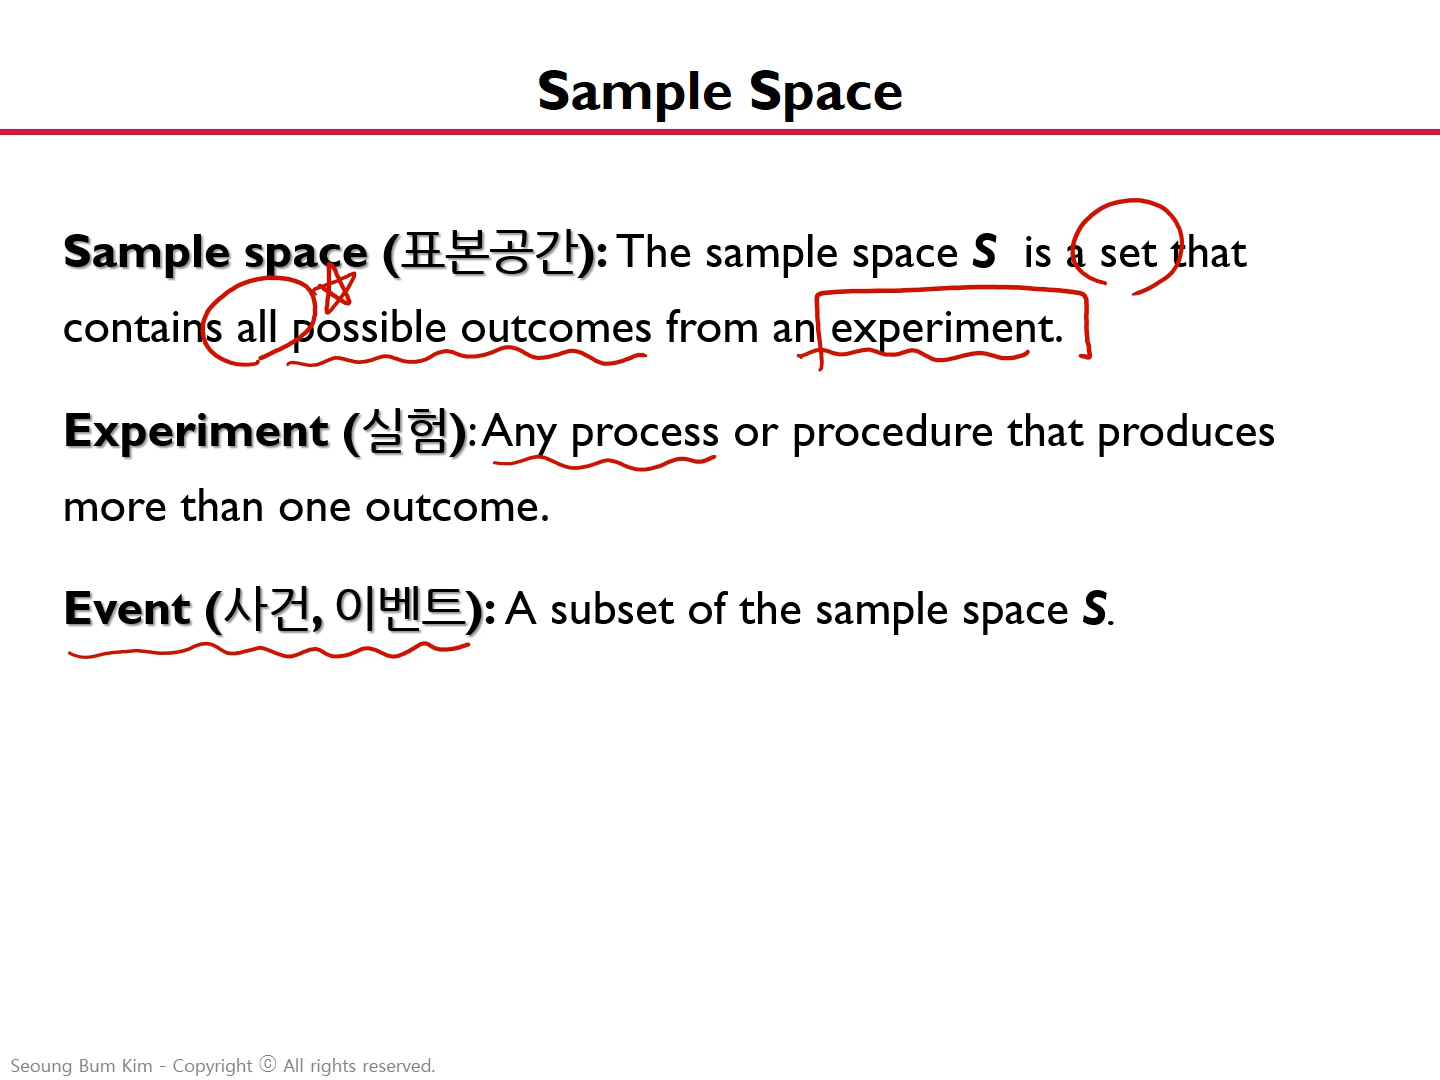 Sample Space
Sample space (표본공간): The sample space S is a set that
contains all possible outcomes from an experiment.
Experiment (실험): Any process or procedure that produces
more than one outcome.
Event (사건, 이벤트): A subset of the sample space S.
Seoung Bum Kim - Copyright ⓒ All rights reserved.